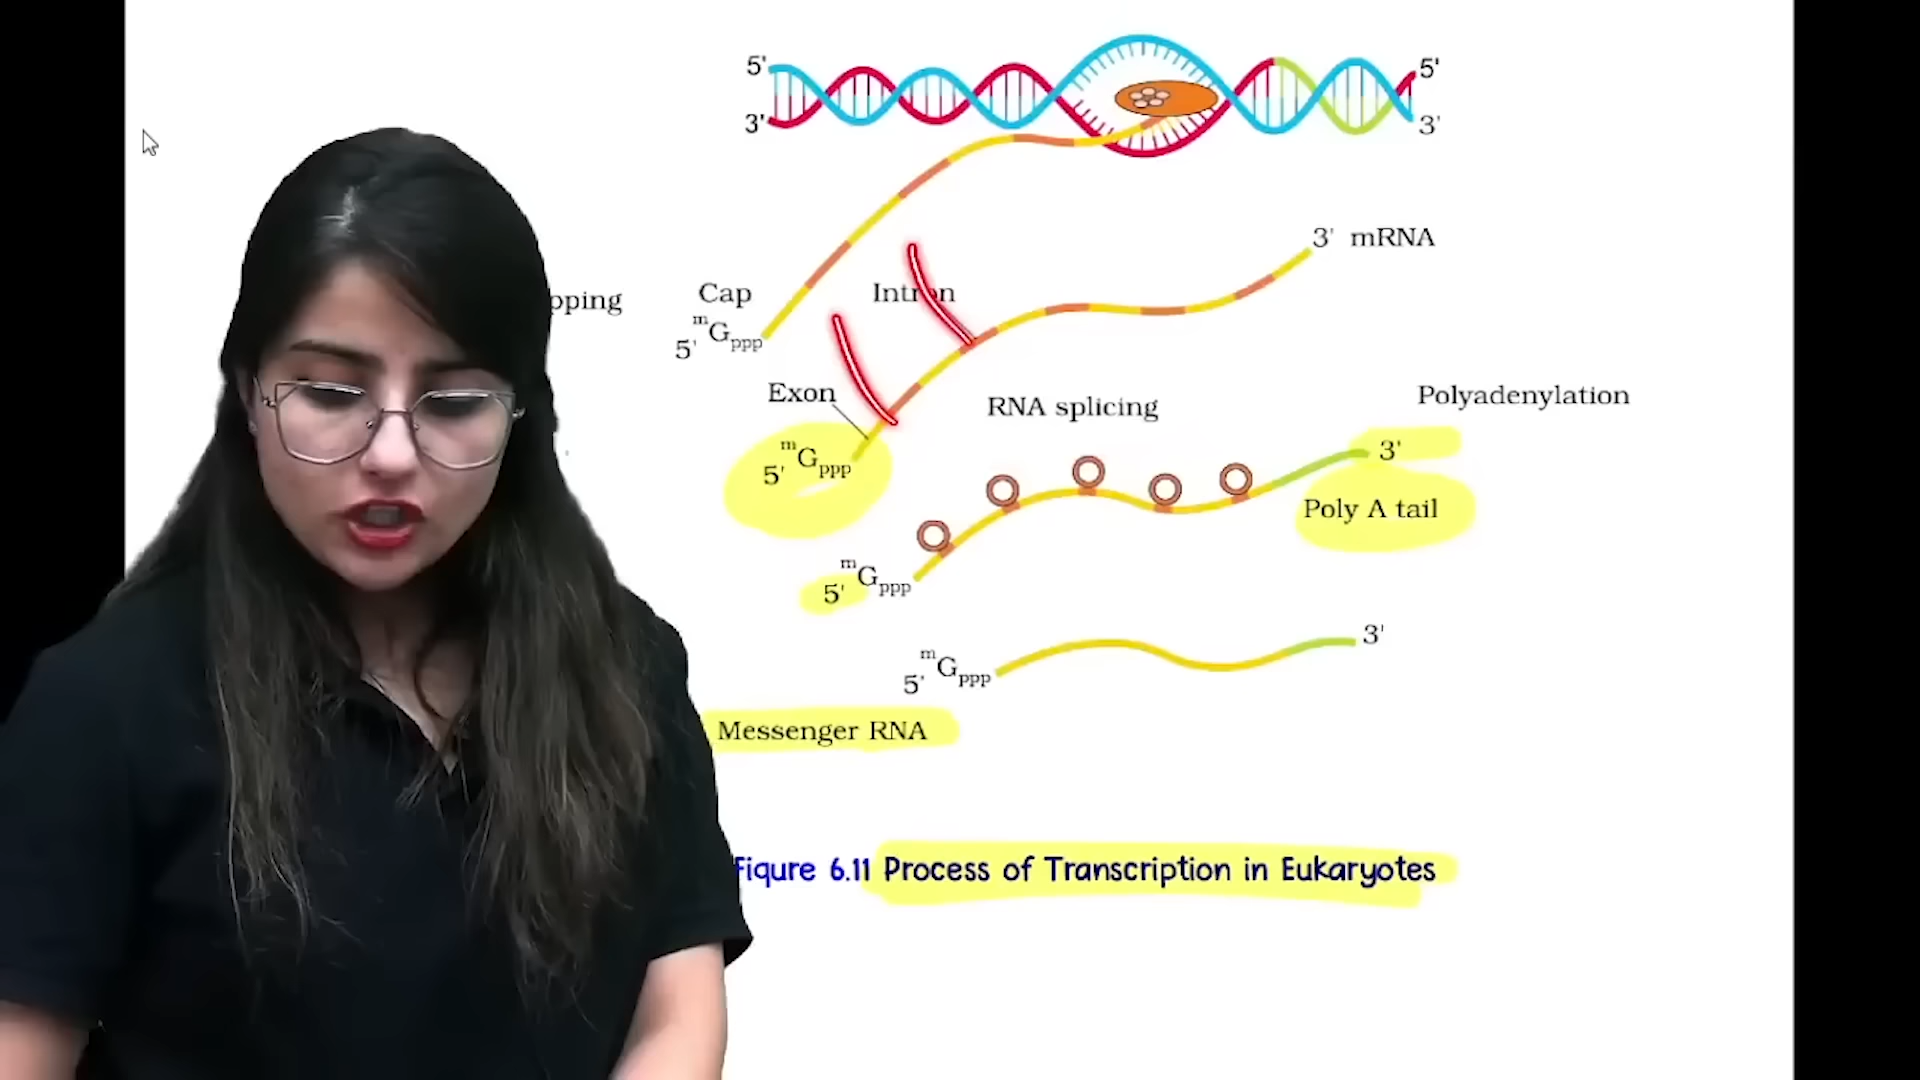 5' 5'
3' 3'
3' mRNA
pping Cap Intron
5' mGppp
Exon RNA splicing Polyadenylation
5' mGppp 3'
Poly A tail
5' mGppp
3'
5' mGppp
Messenger RNA
Figure 6.11 Process of Transcription in Eukaryotes